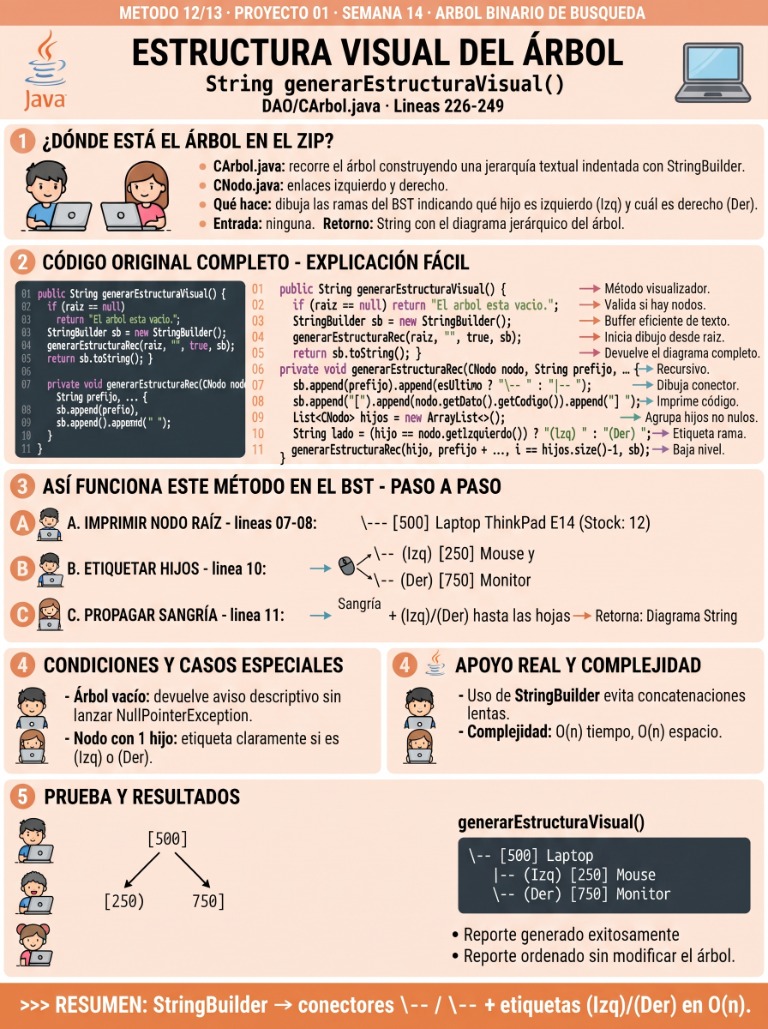 METODO 12/13 · PROYECTO 01 · SEMANA 14 · ARBOL BINARIO DE BUSQUEDA
Java
ESTRUCTURA VISUAL DEL ÁRBOL
String generarEstructuraVisual()
DAO/CArbol.java · Lineas 226-249
1 ¿DÓNDE ESTÁ EL ÁRBOL EN EL ZIP?
• CArbol.java: recorre el árbol construyendo una jerarquía textual indentada con StringBuilder.
• CNodo.java: enlaces izquierdo y derecho.
• Qué hace: dibuja las ramas del BST indicando qué hijo es izquierdo (Izq) y cuál es derecho (Der).
• Entrada: ninguna. Retorno: String con el diagrama jerárquico del árbol.
2 CÓDIGO ORIGINAL COMPLETO - EXPLICACIÓN FÁCIL
01 public String generarEstructuraVisual() {
02 if (raiz == null)
03 return "El arbol esta vacio.";
03 StringBuilder sb = new StringBuilder();
04 generarEstructuraRec(raiz, "", true, sb);
05 return sb.toString(); }
06
07 private void generarEstructuraRec(CNodo nod
String prefijo, ... {
08 sb.append(prefio),
09 sb.append().appemd(" ");
10 }
11 }
01 public String generarEstructuraVisual() { → Método visualizador.
02 if (raiz == null) return "El arbol esta vacio."; → Valida si hay nodos.
03 StringBuilder sb = new StringBuilder(); → Buffer eficiente de texto.
04 generarEstructuraRec(raiz, "", true, sb); → Inicia dibujo desde raiz.
05 return sb.toString(); } → Devuelve el diagrama completo.
06 private void generarEstructuraRec(CNodo nodo, String prefijo, … { → Recursivo.
07 sb.append(prefijo).append(esUltimo ? "\-- " : "|-- "); → Dibuja conector.
08 sb.append("[").append(node.getDato().getCodigo()).append("] "); → Imprime código.
09 List<CNodo> hijos = new ArrayList<>(); → Agrupa hijos no nulos.
10 String lado = (hijo == node.getlzquierdo()) ? "(lzq) " : "(Der) "; → Etiqueta rama.
11 generarEstructuraRec(hijo, prefijo + ..., i == hijos.size()-1, sb); → Baja nivel.
}
3 ASÍ FUNCIONA ESTE MÉTODO EN EL BST - PASO A PASO
A A. IMPRIMIR NODO RAÍZ - lineas 07-08: \--- [500] Laptop ThinkPad E14 (Stock: 12)
B B. ETIQUETAR HIJOS - linea 10: → \-- (Izq) [250] Mouse y
\-- (Der) [750] Monitor
C C. PROPAGAR SANGRÍA - linea 11: → Sangría + (Izq)/(Der) hasta las hojas → Retorna: Diagrama String
4 CONDICIONES Y CASOS ESPECIALES
- Árbol vacío: devuelve aviso descriptivo sin
lanzar NullPointerException.
- Nodo con 1 hijo: etiqueta claramente si es
(Izq) o (Der).
4 APOYO REAL Y COMPLEJIDAD
- Uso de StringBuilder evita concatenaciones
lentas.
- Complejidad: O(n) tiempo, O(n) espacio.
5 PRUEBA Y RESULTADOS
[500]
[250) 750]
generarEstructuraVisual()
\-- [500] Laptop
|-- (Izq) [250] Mouse
\-- (Der) [750] Monitor
• Reporte generado exitosamente
• Reporte ordenado sin modificar el árbol.
>>> RESUMEN: StringBuilder → conectores \-- / \-- + etiquetas (Izq)/(Der) en O(n).